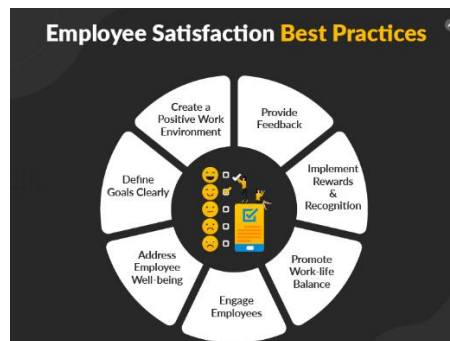 Employee Satisfaction Best Practices
Create a
Positive Work
Environment
Provide
Feedback
Implement
Rewards
&
Recognition
Promote
Work-life
Balance
Engage
Employees
Address
Employee
Well-being
Define
Goals Clearly